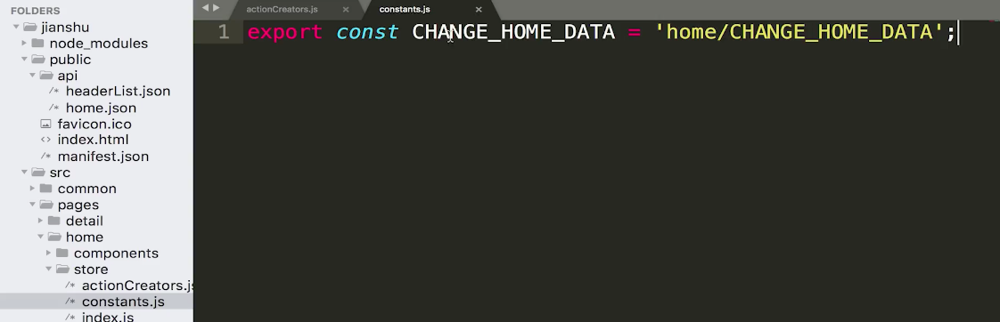 FOLDERS
jianshu
node_modules
public
api
/* headerList.json
/* home.json
favicon.ico
<> index.html
/* manifest.json
src
common
pages
detail
home
components
store
/* actionCreators.js
/* constants.js
/* index.js
actionCreators.js ×
constants.js ×
1 export const CHANGE_HOME_DATA = 'home/CHANGE_HOME_DATA';